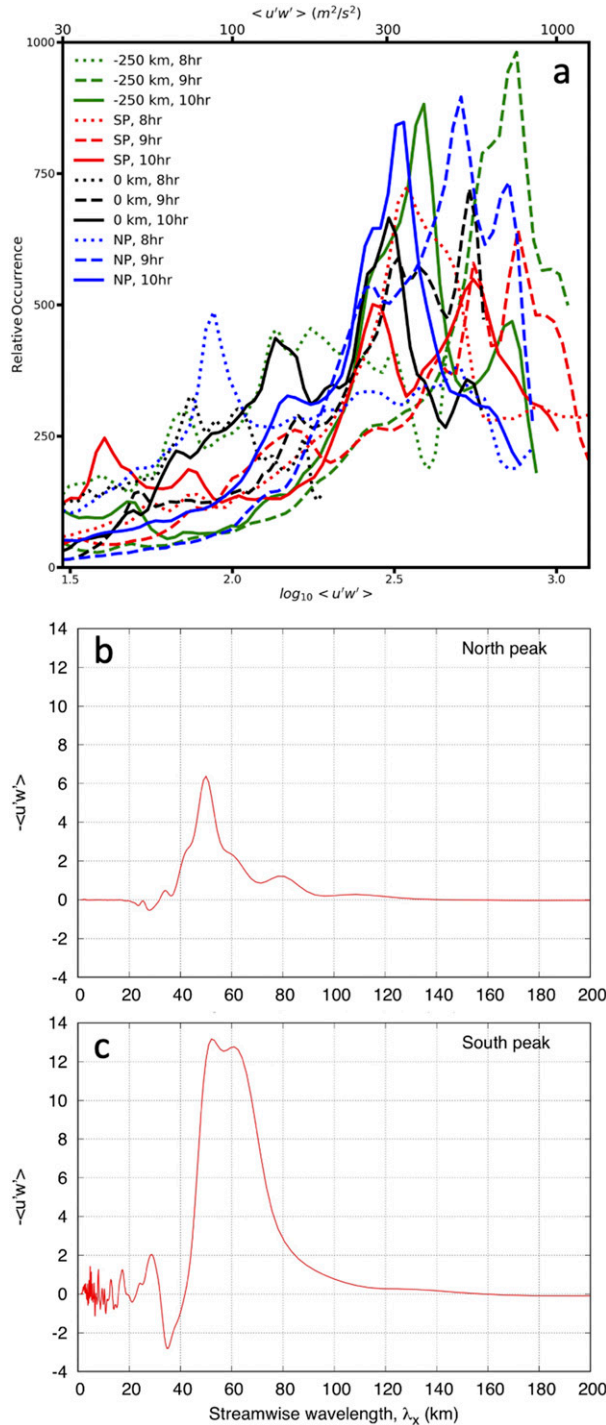 <u'w'> (m²/s²)
30 100 300 1000
1000
a
-250 km, 8hr
-250 km, 9hr
-250 km, 10hr
SP, 8hr
SP, 9hr
SP, 10hr
0 km, 8hr
0 km, 9hr
0 km, 10hr
NP, 8hr
NP, 9hr
NP, 10hr
750
500
250
0
Relative Occurrence
1.5 2.0 2.5 3.0
log₁₀ <u'w'>
b
North peak
14
12
10
8
6
4
2
0
-2
-4
-<u'w'>
0 20 40 60 80 100 120 140 160 180 200
c
South peak
14
12
10
8
6
4
2
0
-2
-4
-<u'w'>
0 20 40 60 80 100 120 140 160 180 200
Streamwise wavelength, λₓ (km)